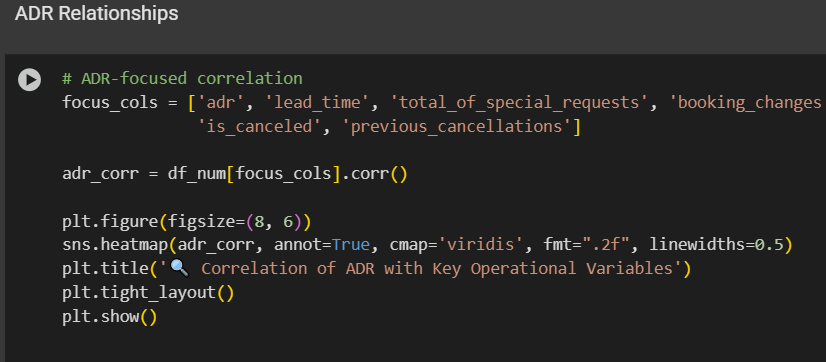 ADR Relationships
# ADR-focused correlation
focus_cols = ['adr', 'lead_time', 'total_of_special_requests', 'booking_changes
'is_canceled', 'previous_cancellations']
adr_corr = df_num[focus_cols].corr()
plt.figure(figsize=(8, 6))
sns.heatmap(adr_corr, annot=True, cmap='viridis', fmt=".2f", linewidths=0.5)
plt.title('🔍 Correlation of ADR with Key Operational Variables')
plt.tight_layout()
plt.show()